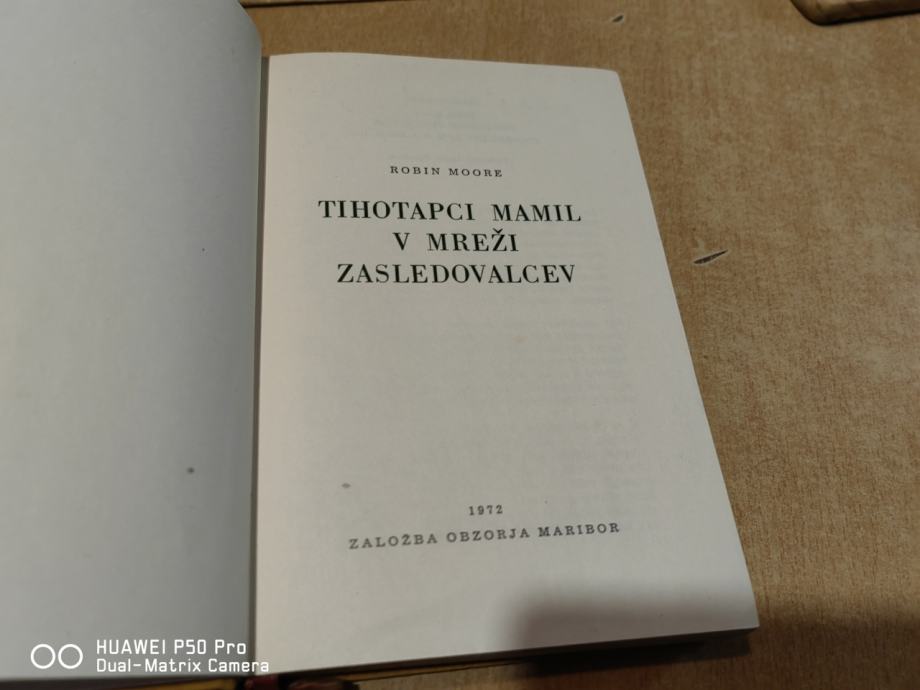 ROBIN MOORE
TIHOTAPCI MAMIL
V MREŽI
ZASLEDOVALCEV
1972
ZALOŽBA OBZORJA MARIBOR
HUAWEI P50 Pro
Dual-Matrix Camera